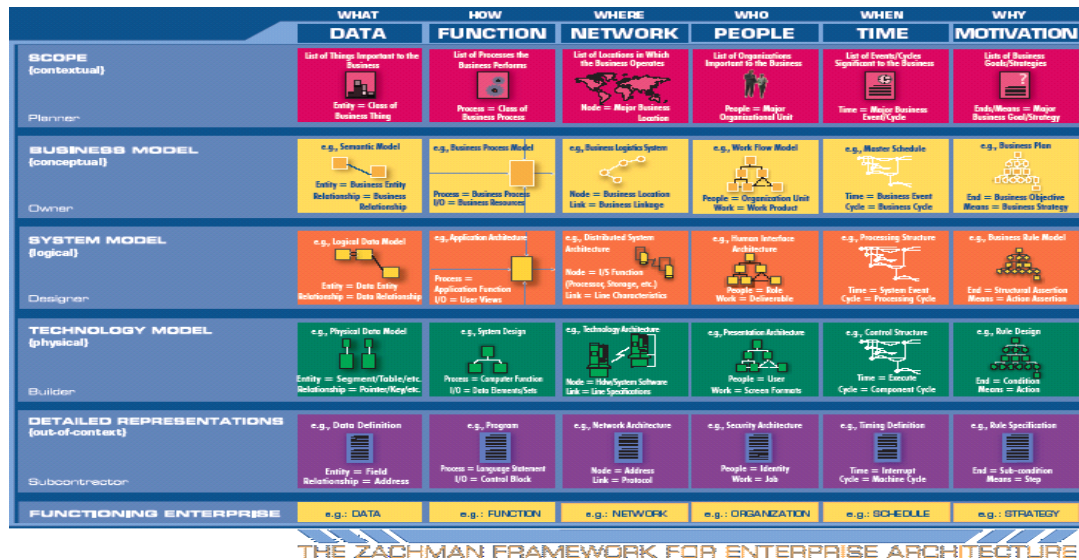 WHAT HOW WHERE WHO WHEN WHY
DATA FUNCTION NETWORK PEOPLE TIME MOTIVATION
SCOPE
(contextual)
Planner
List of Things Important to the
Business
Entity = Class of
Business Thing
List of Processes the
Business Performs
Process = Class of
Business Process
List of Locations in Which
the Business Operates
Node = Major Business
Location
List of Organizations
Important to the Business
People = Major
Organizational Unit
List of Events/Cycles
Significant to the Business
Time = Major Business
Event/Cycle
Lists of Business
Goals/Strategies
?
Ends/Means = Major
Business Goal/Strategy
BUSINESS MODEL
(conceptual)
Owner
e.g., Semantic Model
Entity = Business Entity
Relationship = Business
Relationship
e.g., Business Process Model
Process = Business Process
I/O = Business Resources
e.g., Business Logistics System
Node = Business Location
Link = Business Linkage
e.g., Work Flow Model
People = Organization Unit
Work = Work Product
e.g., Master Schedule
Time = Business Event
Cycle = Business Cycle
e.g., Business Plan
End = Business Objective
Means = Business Strategy
SYSTEM MODEL
(logical)
Designer
e.g., Logical Data Model
Entity = Data Entity
Relationship = Data Relationship
e.g., Application Architecture
Process =
Application Function
I/O = User Views
e.g., Distributed System
Architecture
Node = I/S Function
(Processor, Storage, etc.)
Link = Line Characteristics
e.g., Human Interface
Architecture
People = Role
Work = Deliverable
e.g., Processing Structure
Time = System Event
Cycle = Processing Cycle
e.g., Business Rule Model
End = Structural Assertion
Means = Action Assertion
TECHNOLOGY MODEL
(physical)
Builder
e.g., Physical Data Model
Entity = Segment/Table/etc.
Relationship = Pointer/Key/etc.
e.g., System Design
Process = Computer Function
I/O = Data Elements/Sets
e.g., Technology Architecture
Node = Hdw/System Software
Link = Line Specifications
e.g., Presentation Architecture
People = User
Work = Screen Formats
e.g., Control Structure
Time = Execute
Cycle = Component Cycle
e.g., Rule Design
End = Condition
Means = Action
DETAILED REPRESENTATIONS
(out-of-context)
Subcontractor
e.g., Data Definition
Entity = Field
Relationship = Address
e.g., Program
Process = Language Statement
I/O = Control Block
e.g., Network Architecture
Node = Address
Link = Protocol
e.g., Security Architecture
People = Identity
Work = Job
e.g., Timing Definition
Time = Interrupt
Cycle = Machine Cycle
e.g., Rule Specification
End = Sub-condition
Means = Step
FUNCTIONING ENTERPRISE
e.g.: DATA
e.g.: FUNCTION
e.g.: NETWORK
e.g.: ORGANIZATION
e.g.: SCHEDULE
e.g.: STRATEGY
THE ZACHMAN FRAMEWORK FOR ENTERPRISE ARCHITECTURE